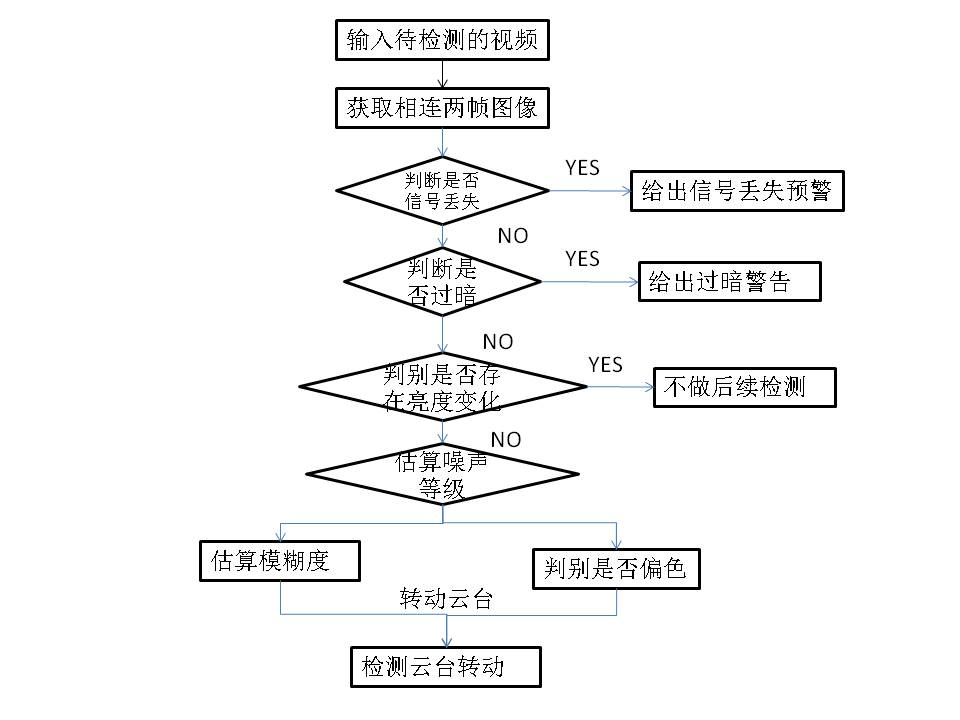 输入待检测的视频
获取相连两帧图像
判断是否
信号丢失
YES
给出信号丢失预警
NO
判断是
否过暗
YES
给出过暗警告
NO
判别是否存
在亮度变化
YES
不做后续检测
NO
估算噪声
等级
估算模糊度
判别是否偏色
转动云台
检测云台转动